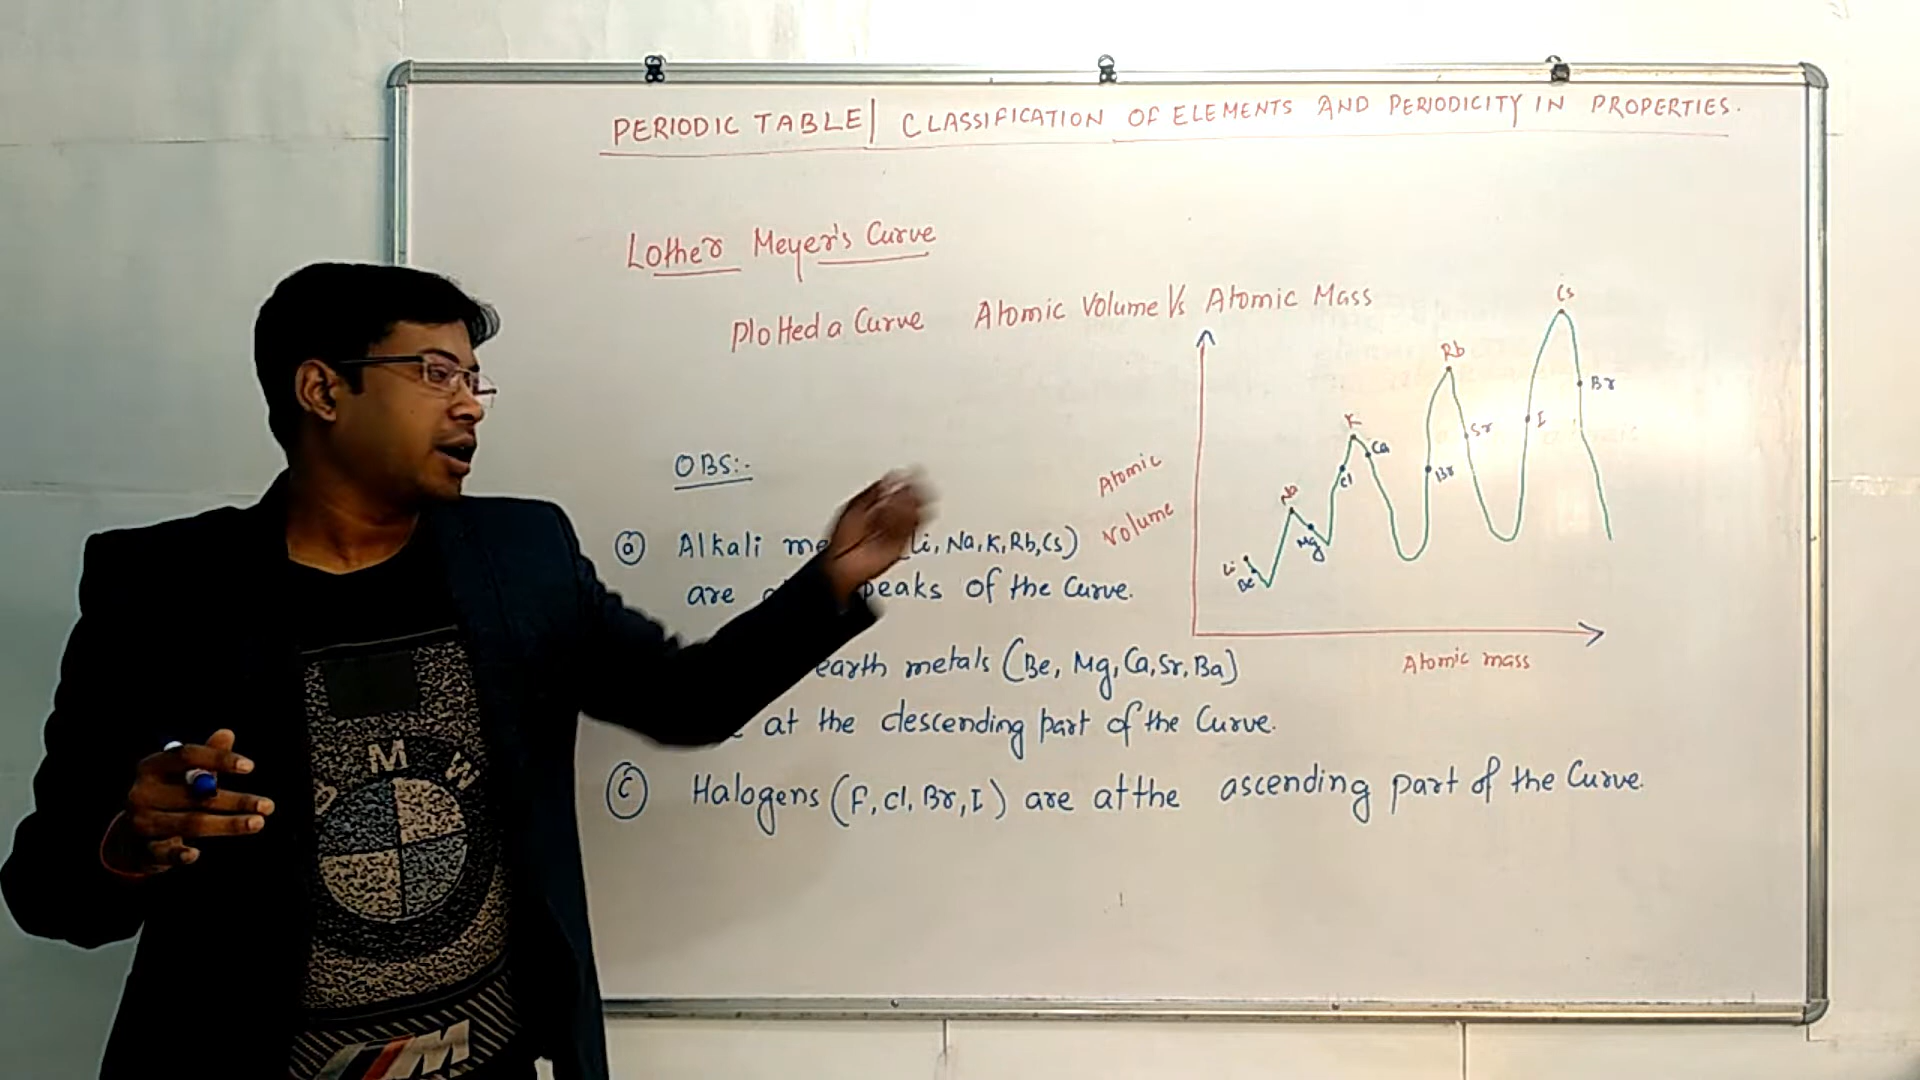 PERIODIC TABLE | CLASSIFICATION OF ELEMENTS AND PERIODICITY IN PROPERTIES.
Lother Meyer's Curve
Plotted a Curve Atomic Volume Vs Atomic Mass
OBS:-
(a) Alkali (Li, Na, K, Rb, Cs)
are peaks of the Curve.
earth metals (Be, Mg, Ca, Sr, Ba)
at the descending part of the Curve.
(C) Halogens (F, Cl, Br, I) are at the ascending part of the Curve.
Atomic
Volume
Atomic mass
Li
Be
Na
Mg
Cl
K
Ca
Br
Rb
Sr
I
Cs
Br
M W
M